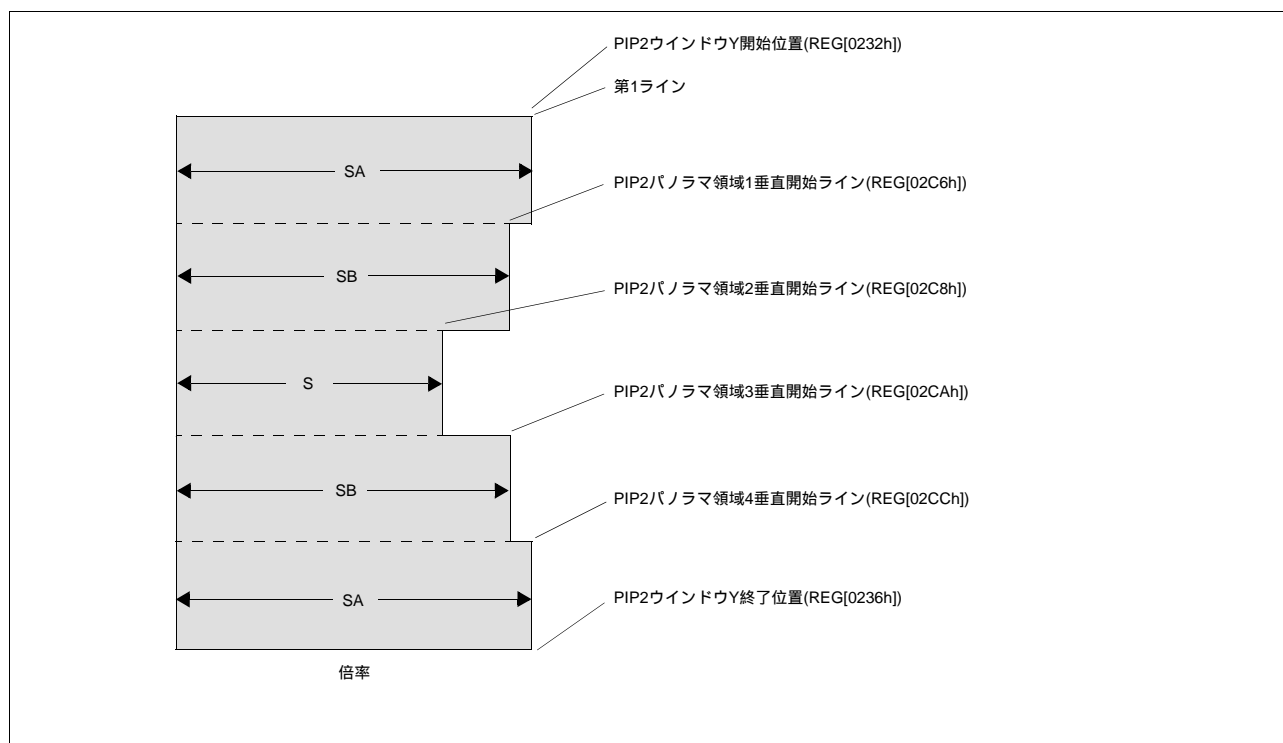 PIP2ウインドウY開始位置(REG[0232h])
第1ライン
SA
PIP2パノラマ領域1垂直開始ライン(REG[02C6h])
SB
PIP2パノラマ領域2垂直開始ライン(REG[02C8h])
S
PIP2パノラマ領域3垂直開始ライン(REG[02CAh])
SB
PIP2パノラマ領域4垂直開始ライン(REG[02CCh])
SA
PIP2ウインドウY終了位置(REG[0236h])
倍率